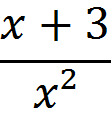 x + 3
x²